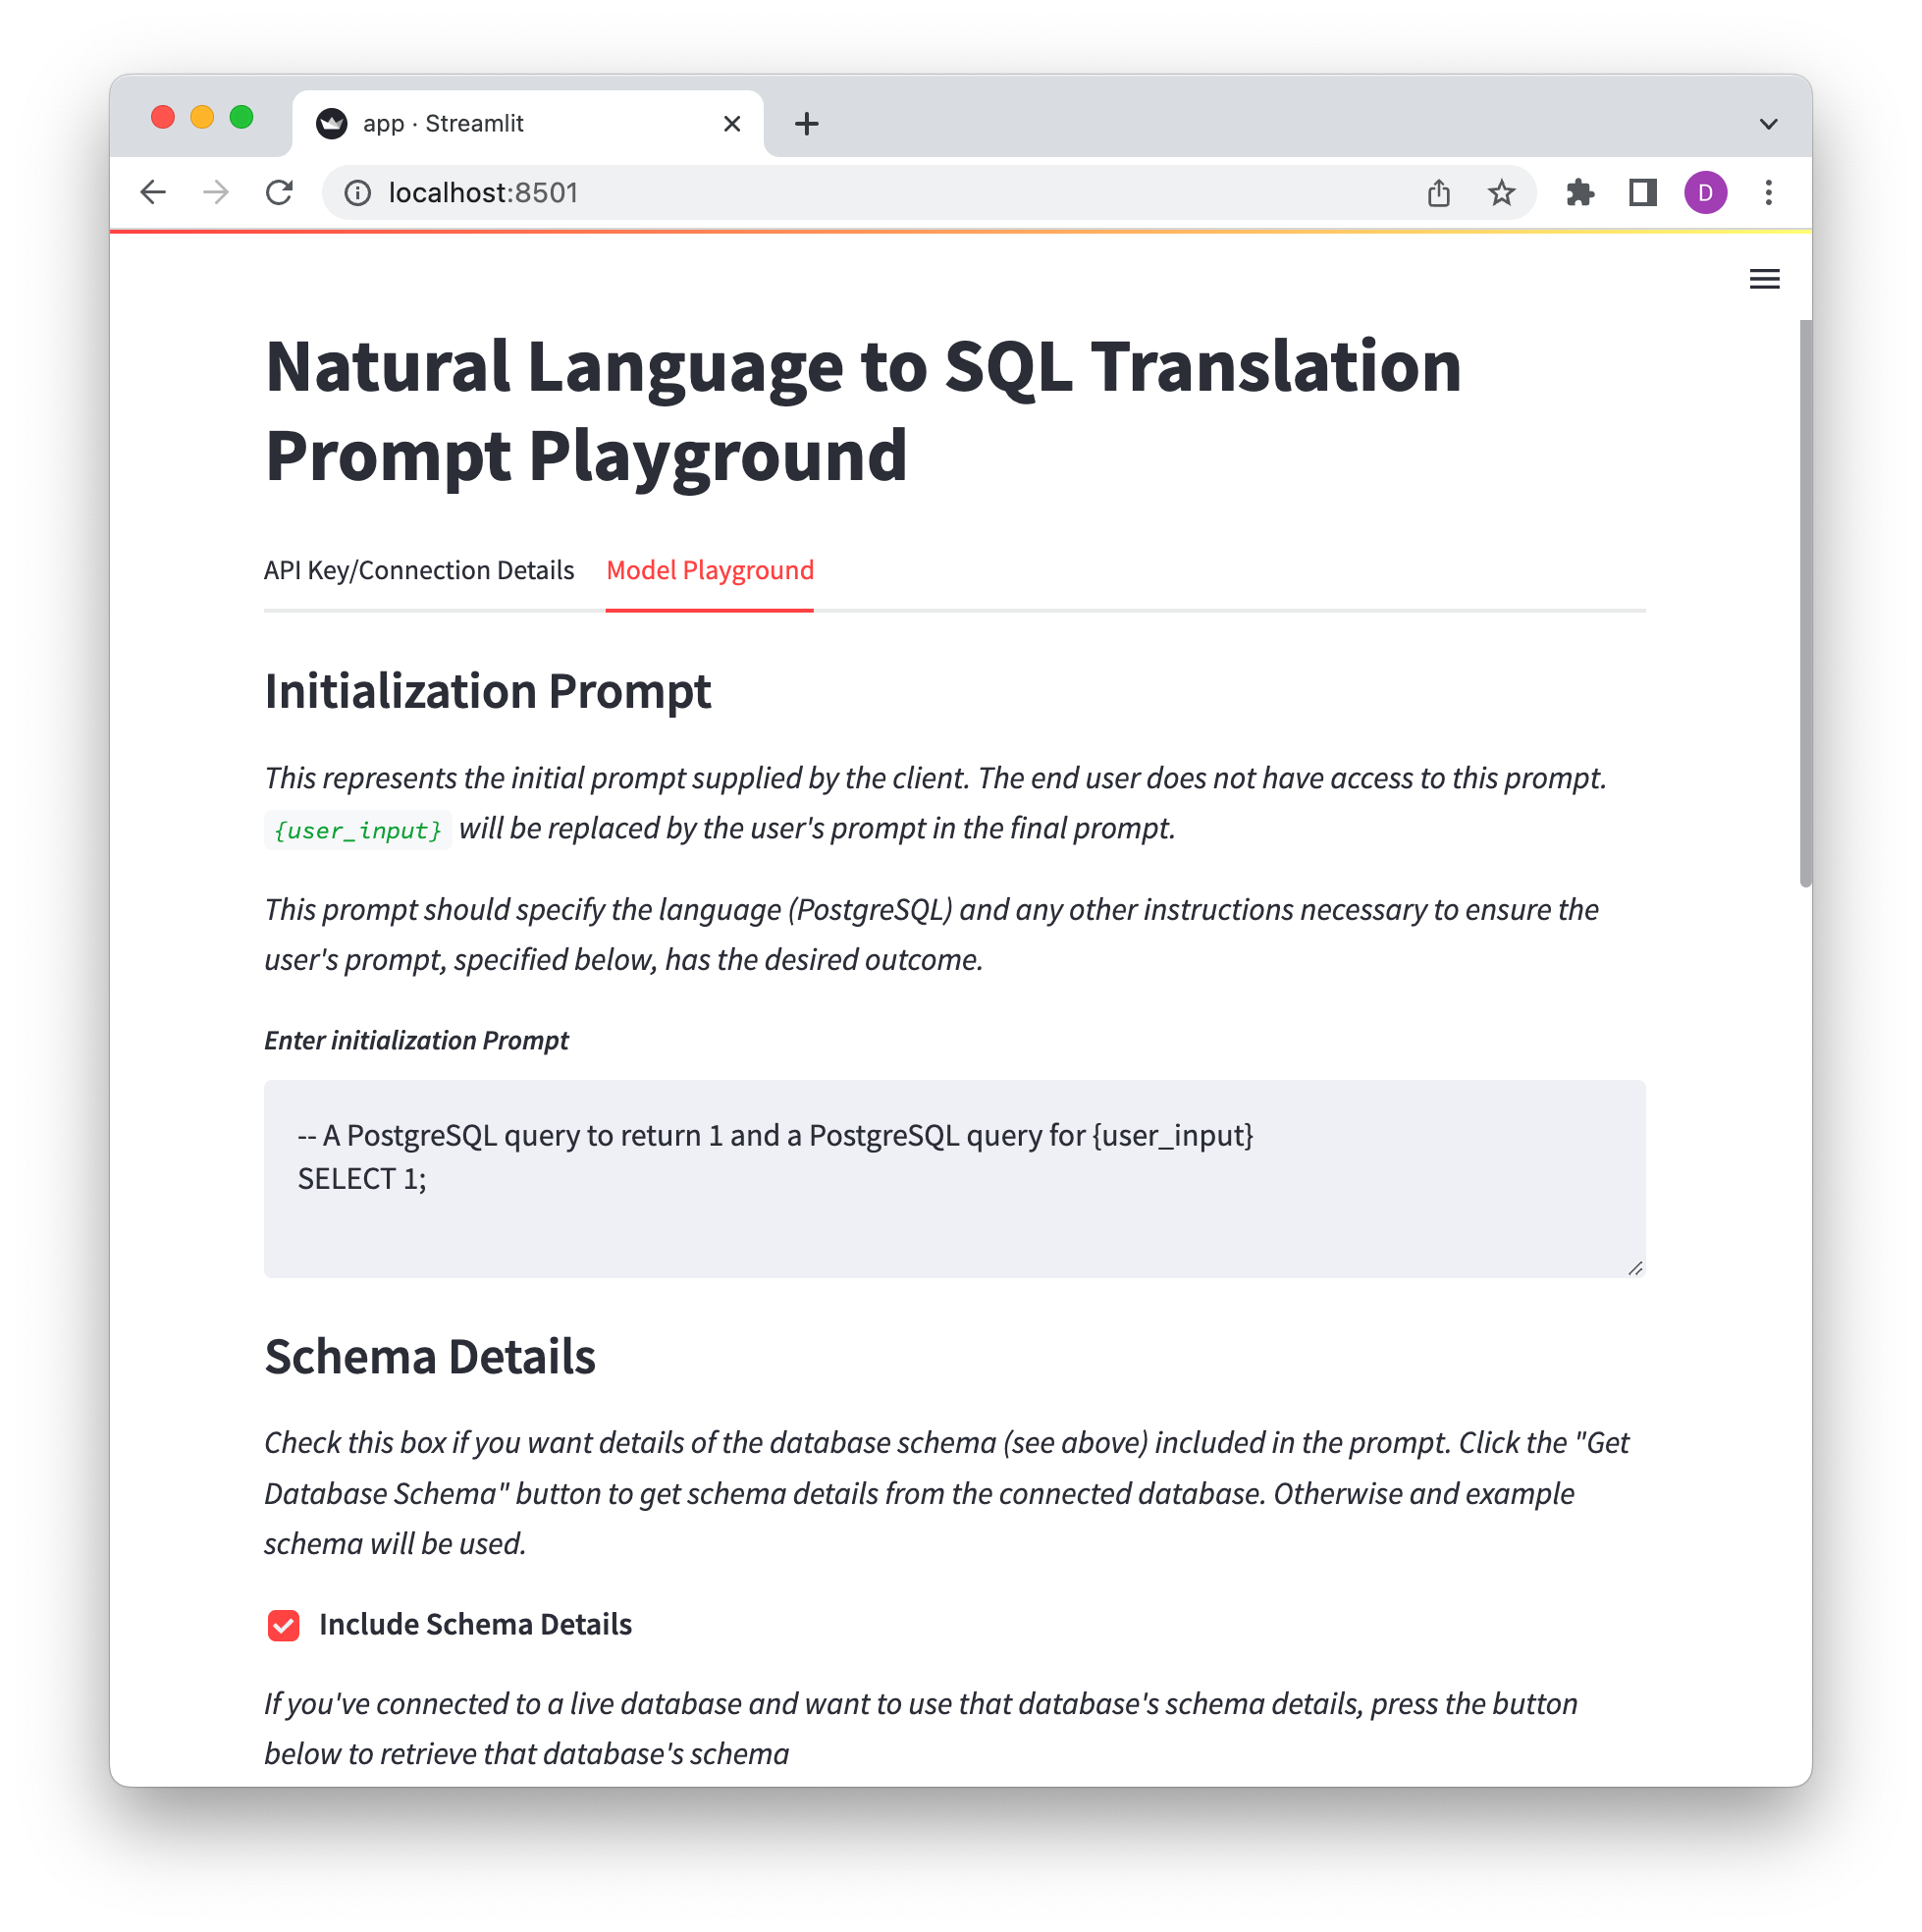 app · Streamlit
localhost:8501
D
Natural Language to SQL Translation
Prompt Playground
API Key/Connection Details Model Playground
Initialization Prompt
This represents the initial prompt supplied by the client. The end user does not have access to this prompt.
{user_input} will be replaced by the user's prompt in the final prompt.
This prompt should specify the language (PostgreSQL) and any other instructions necessary to ensure the
user's prompt, specified below, has the desired outcome.
Enter initialization Prompt
-- A PostgreSQL query to return 1 and a PostgreSQL query for {user_input}
SELECT 1;
Schema Details
Check this box if you want details of the database schema (see above) included in the prompt. Click the "Get
Database Schema" button to get schema details from the connected database. Otherwise and example
schema will be used.
Include Schema Details
If you've connected to a live database and want to use that database's schema details, press the button
below to retrieve that database's schema